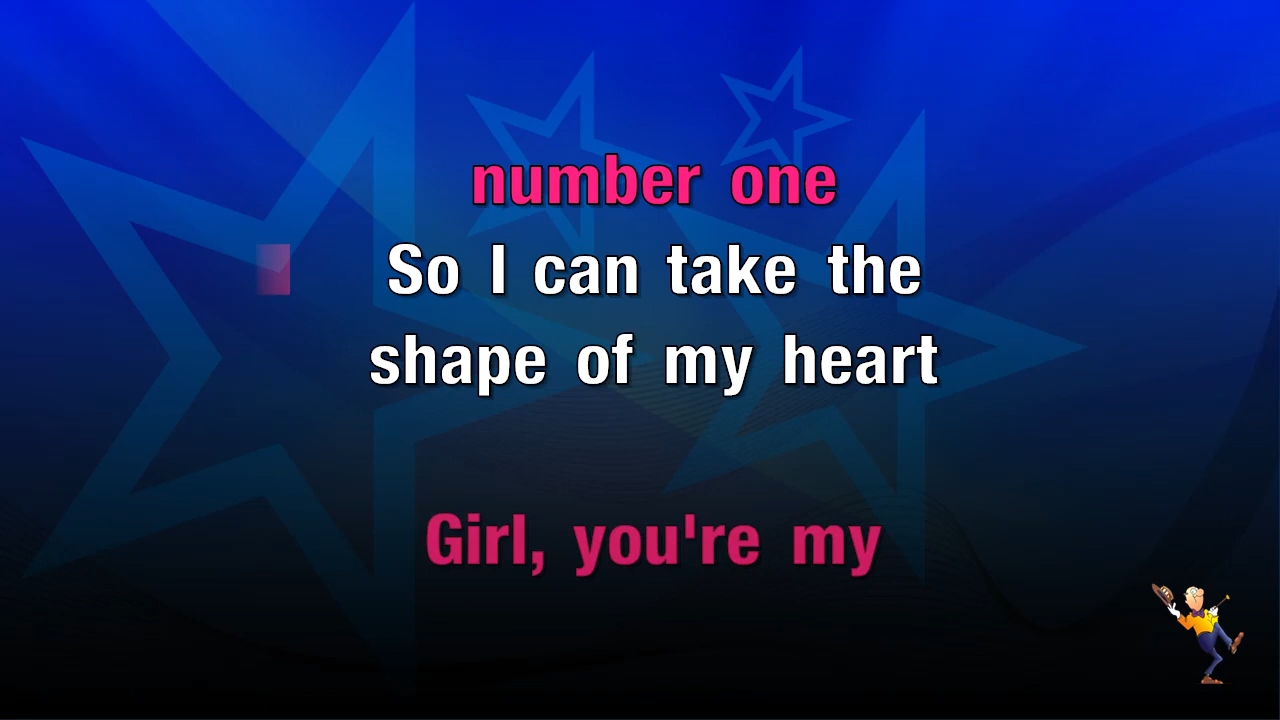 number one
So I can take the
shape of my heart
Girl, you're my